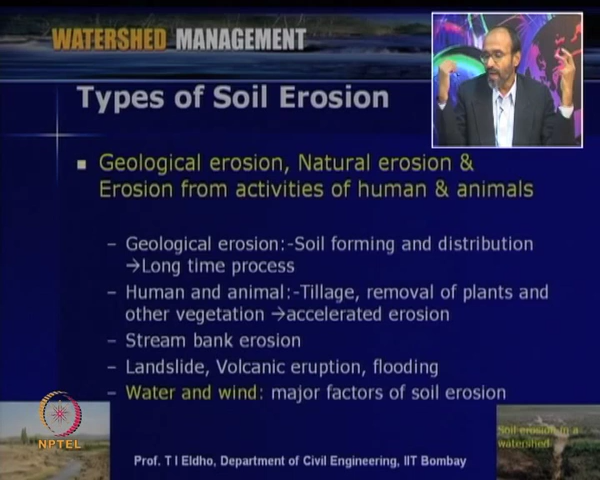 WATERSHED MANAGEMENT
Types of Soil Erosion
Geological erosion, Natural erosion &
Erosion from activities of human & animals
– Geological erosion:-Soil forming and distribution
→Long time process
– Human and animal:-Tillage, removal of plants and
other vegetation →accelerated erosion
– Stream bank erosion
– Landslide, Volcanic eruption, flooding
– Water and wind: major factors of soil erosion
NPTEL
Soil erosion in a
watershed
Prof. T I Eldho, Department of Civil Engineering, IIT Bombay